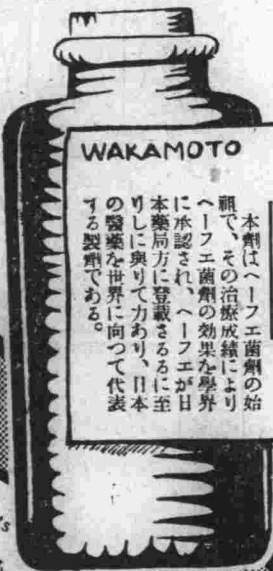 WAKAMOTO
本劑はヘーフエ菌劑の始
祖で、その治療成績により
ヘーフエ菌劑の効果を學界
に承認され、ヘーフエが日
本藥局方に登載さるるに至
りしに與りて力あり、日本
の醫藥を世界に向つて代表
する製劑である。
's